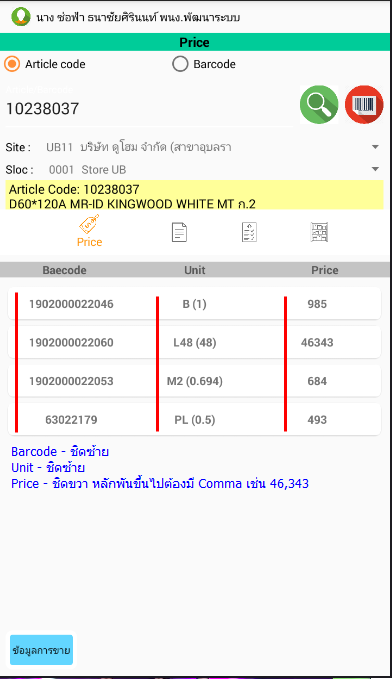 นาง ช่อฟ้า ธนาชัยศิรินนท์ พนง.พัฒนาระบบ
Price
Article code Barcode
10238037
Site : UB11 บริษัท ดูโฮม จำกัด (สาขาอุบลรา
Sloc : 0001 Store UB
Article Code: 10238037
D60*120A MR-ID KINGWOOD WHITE MT ก.2
Price
Baecode Unit Price
1902000022046 B (1) 985
1902000022060 L48 (48) 46343
1902000022053 M2 (0.694) 684
63022179 PL (0.5) 493
Barcode - ชิดซ้าย
Unit - ชิดซ้าย
Price - ชิดขวา หลักพันขึ้นไปต้องมี Comma เช่น 46,343
ข้อมูลการขาย